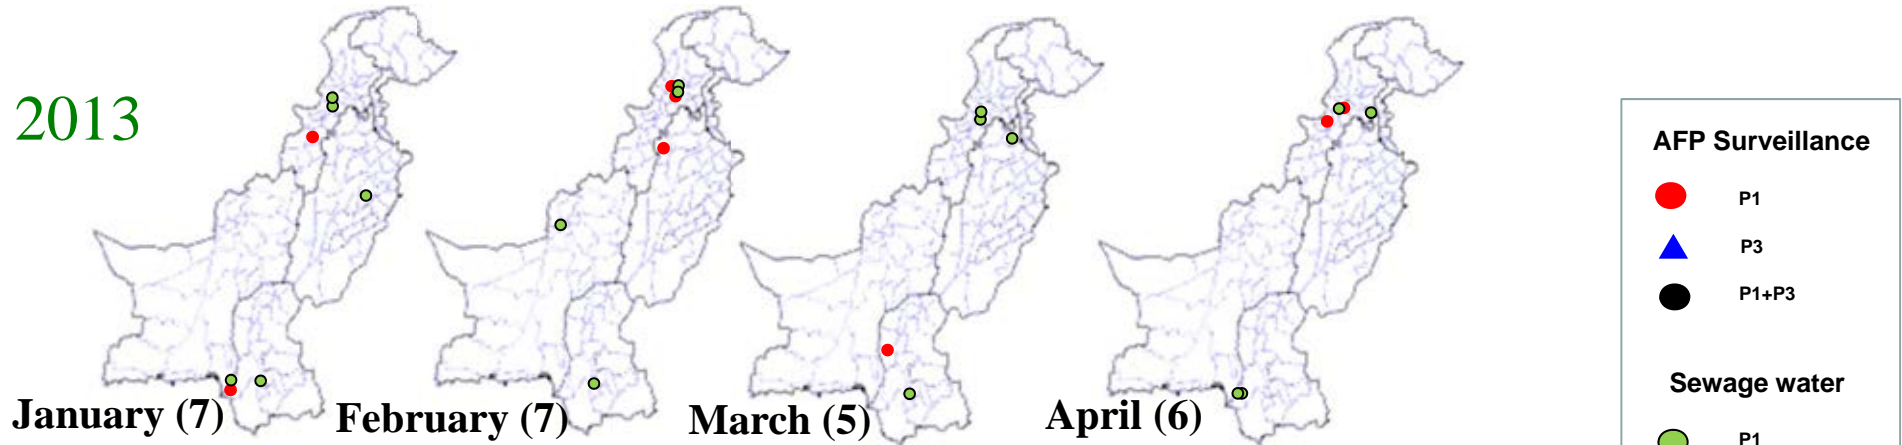 2013
January (7)
February (7)
March (5)
April (6)
AFP Surveillance
P1
P3
P1+P3
Sewage water
P1